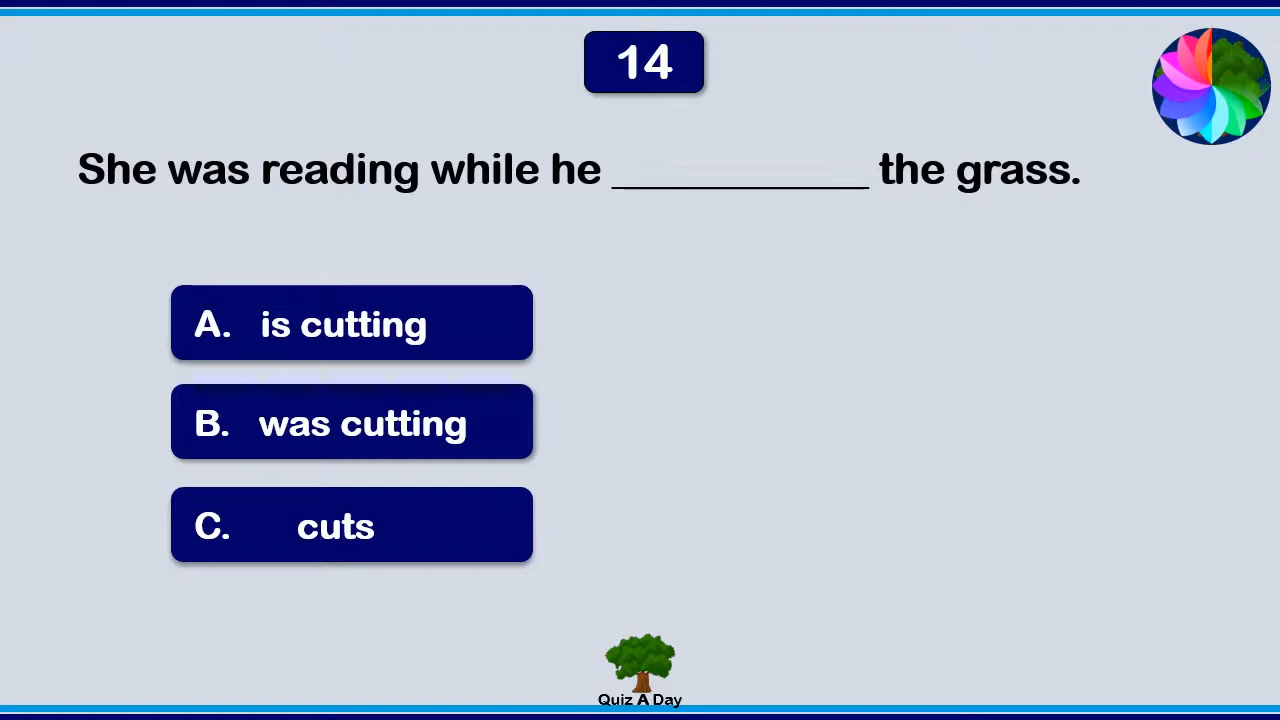 14
She was reading while he ____________ the grass.
A. is cutting
B. was cutting
C. cuts
Quiz A Day